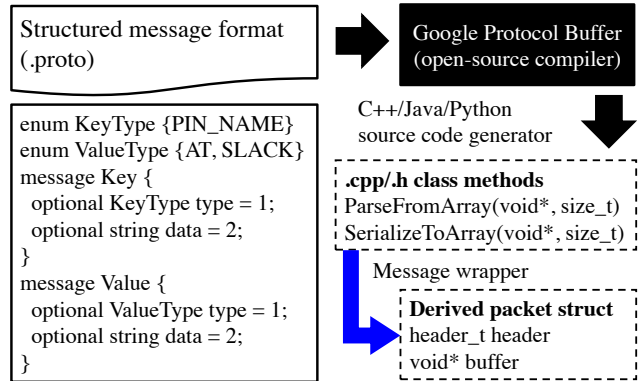 Structured message format
(.proto)
Google Protocol Buffer
(open-source compiler)
C++/Java/Python
source code generator
enum KeyType {PIN_NAME}
enum ValueType {AT, SLACK}
message Key {
optional KeyType type = 1;
optional string data = 2;
}
message Value {
optional ValueType type = 1;
optional string data = 2;
}
.cpp/.h class methods
ParseFromArray(void*, size_t)
SerializeToArray(void*, size_t)
Message wrapper
Derived packet struct
header_t header
void* buffer